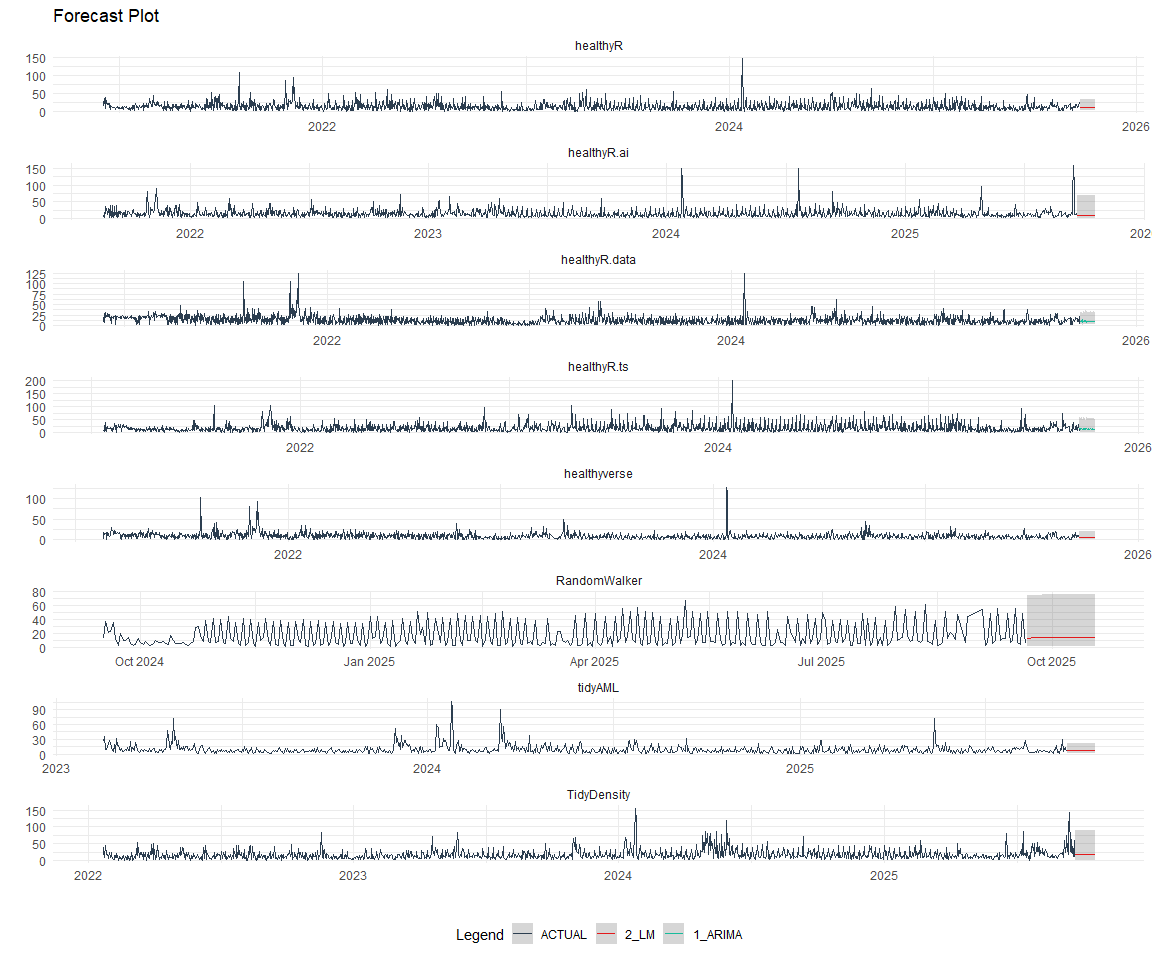 Forecast Plot
healthyR
150
100
50
0
2022 2024 2026
healthyR.ai
150
100
50
0
2022 2023 2024 2025 202
healthyR.data
125
100
75
50
25
0
2022 2024 2026
healthyR.ts
200
150
100
50
0
2022 2024 2026
healthyverse
100
50
0
2022 2024 2026
RandomWalker
80
60
40
20
0
Oct 2024 Jan 2025 Apr 2025 Jul 2025 Oct 2025
tidyAML
90
60
30
0
2023 2024 2025
TidyDensity
150
100
50
0
2022 2023 2024 2025
Legend ACTUAL 2_LM 1_ARIMA